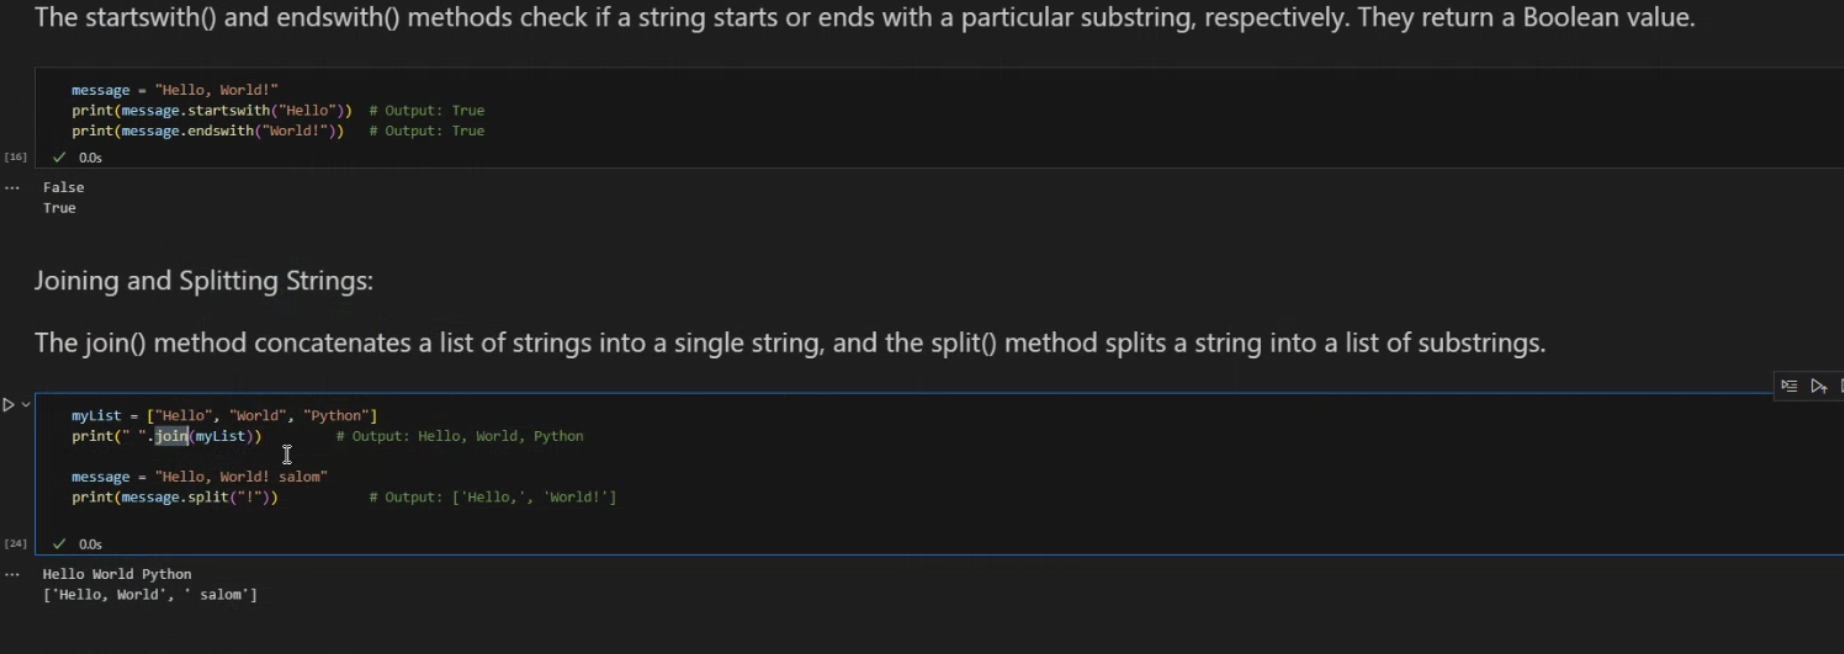 The startswith() and endswith() methods check if a string starts or ends with a particular substring, respectively. They return a Boolean value.
message = "Hello, World!"
print(message.startswith("Hello"))  # Output: True
print(message.endswith("World!"))   # Output: True
[16]
0.0s
... False
True
Joining and Splitting Strings:
The join() method concatenates a list of strings into a single string, and the split() method splits a string into a list of substrings.
myList = ["Hello", "World", "Python"]
print(" ".join(myList))         # Output: Hello, World, Python
message = "Hello, World! salom"
print(message.split("!"))           # Output: ['Hello,', 'World!']
[24]
0.0s
... Hello World Python
['Hello, World', ' salom']